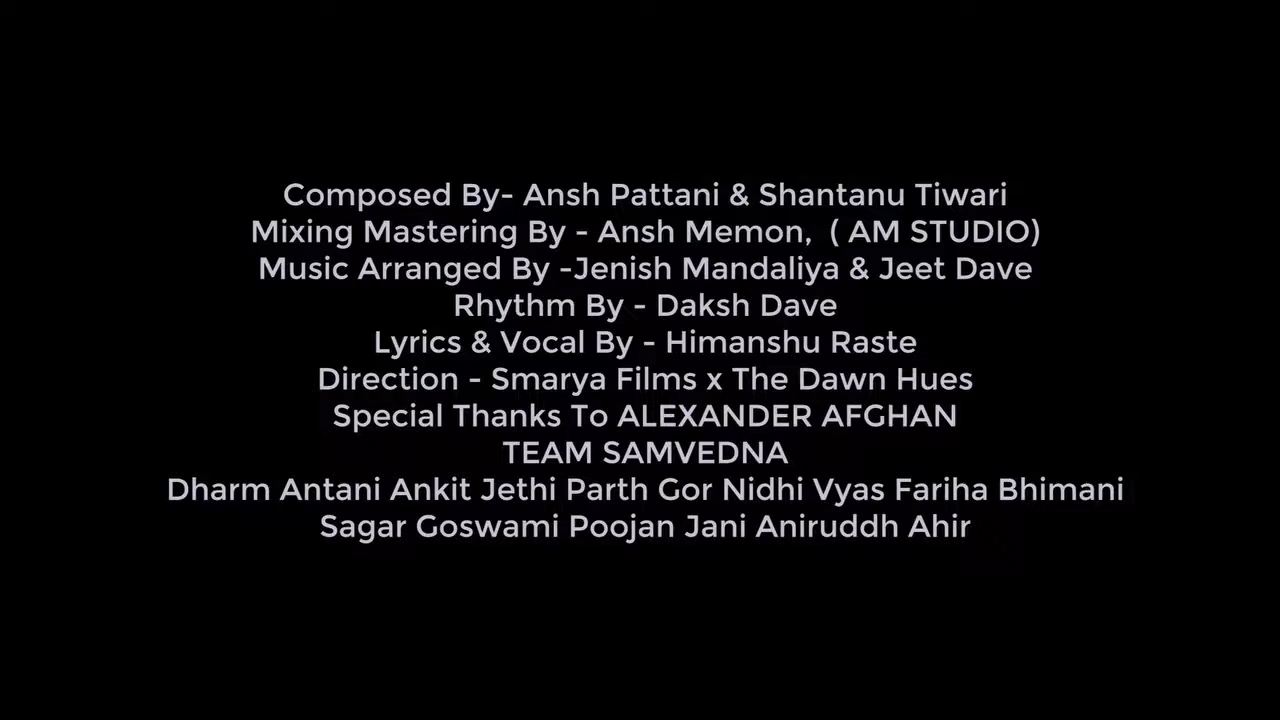 Composed By- Ansh Pattani & Shantanu Tiwari
Mixing Mastering By - Ansh Memon,  ( AM STUDIO)
Music Arranged By -Jenish Mandaliya & Jeet Dave
Rhythm By - Daksh Dave
Lyrics & Vocal By - Himanshu Raste
Direction - Smarya Films x The Dawn Hues
Special Thanks To ALEXANDER AFGHAN
TEAM SAMVEDNA
Dharm Antani Ankit Jethi Parth Gor Nidhi Vyas Fariha Bhimani
Sagar Goswami Poojan Jani Aniruddh Ahir